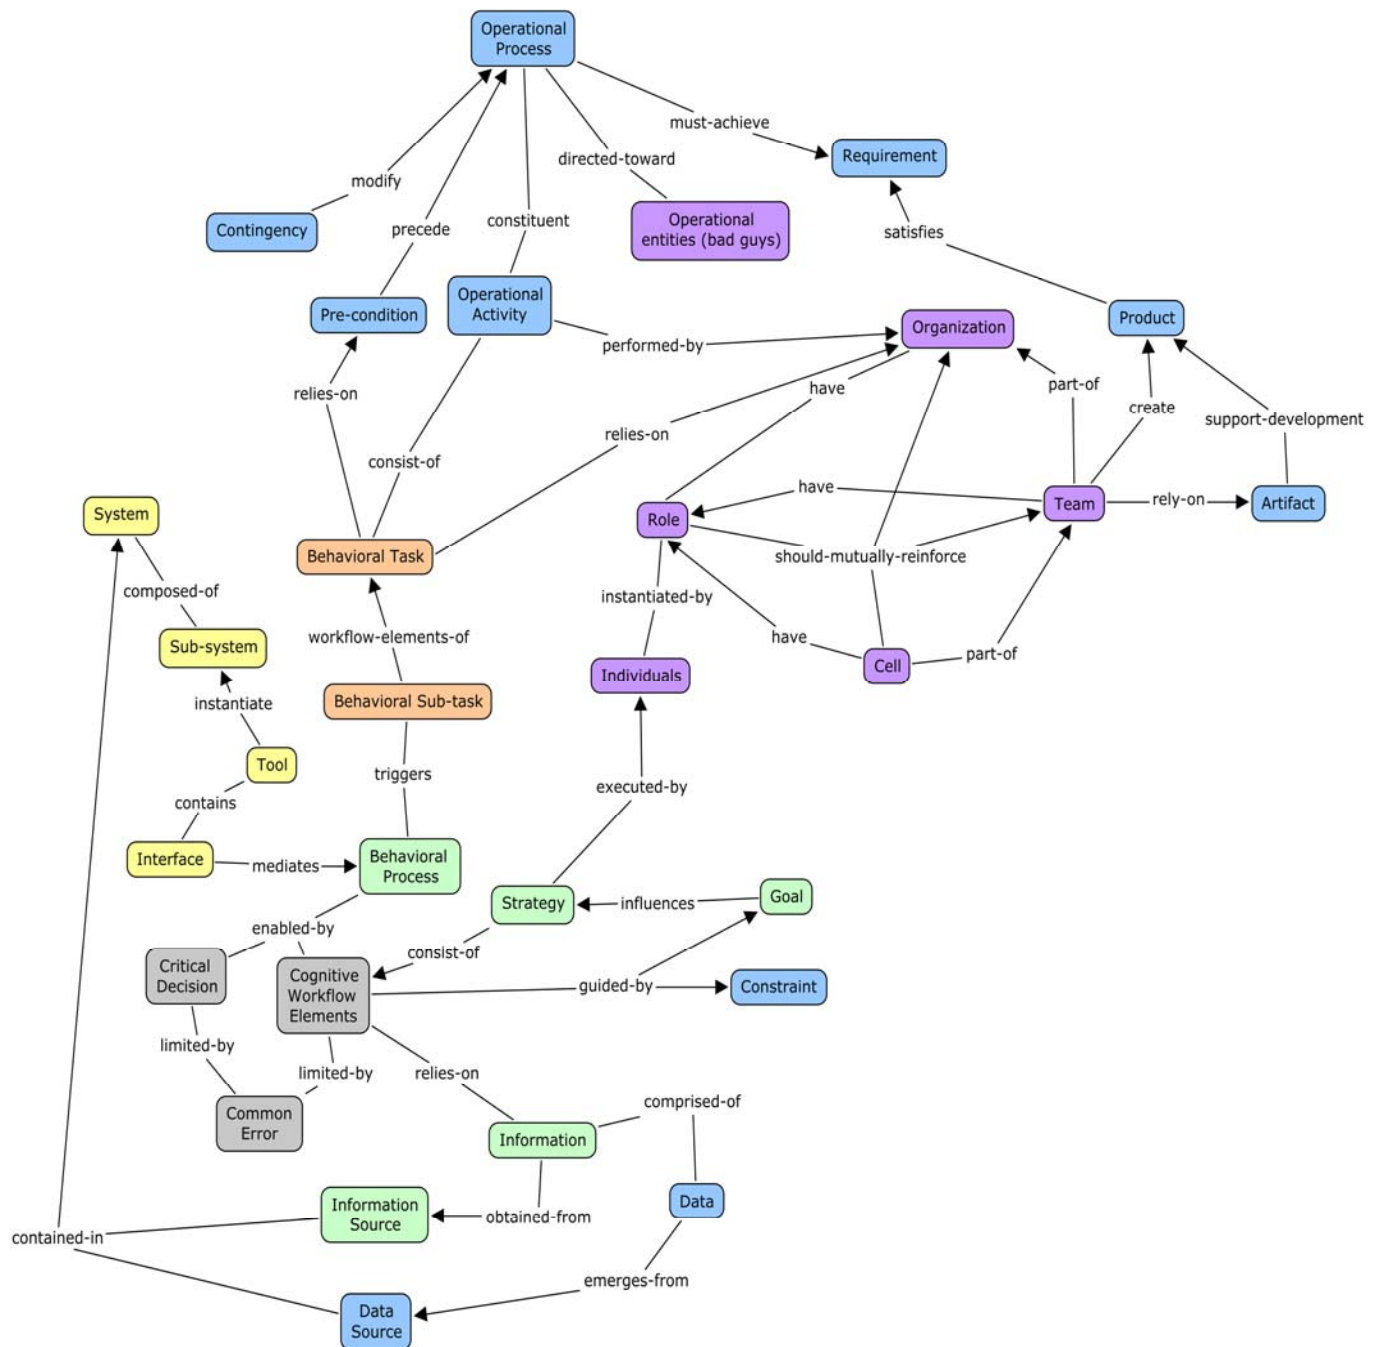 Operational
Process
must-achieve
Requirement
directed-toward
modify
Contingency
precede
constituent
Operational
entities (bad guys)
satisfies
Pre-condition
Operational
Activity
Organization
Product
performed-by
relies-on
have
part-of
create
support-development
relies-on
consist-of
System
have
Role
Team
rely-on
Artifact
Behavioral Task
should-mutually-reinforce
composed-of
instantiated-by
workflow-elements-of
have
part-of
Sub-system
Cell
Individuals
Behavioral Sub-task
instantiate
Tool
triggers
executed-by
contains
Interface
mediates
Behavioral
Process
Strategy
influences
Goal
enabled-by
consist-of
Critical
Decision
Cognitive
Workflow
Elements
guided-by
Constraint
limited-by
limited-by
relies-on
Common
Error
comprised-of
Information
Data
Information
Source
obtained-from
contained-in
emerges-from
Data
Source